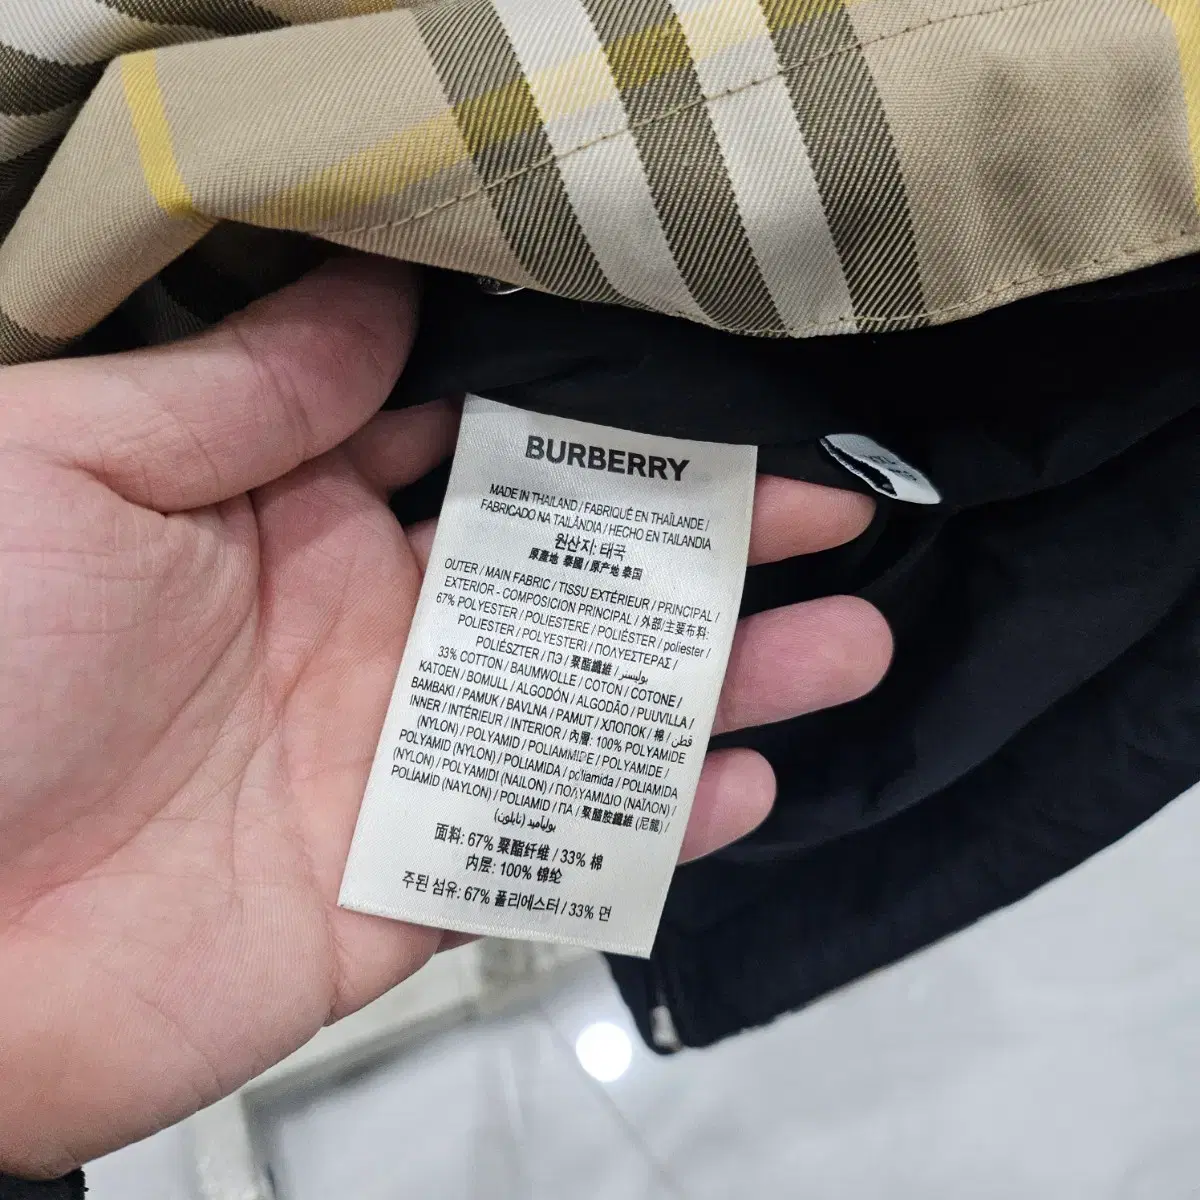 BURBERRY
MADE IN THAILAND / FABRIQUÉ EN THAÏLANDE /
FABRICADO NA TAILÂNDIA / HECHO EN TAILANDIA
원산지: 태국
原產地 泰國 / 原产地 泰国
OUTER / MAIN FABRIC / TISSU EXTÉRIEUR / PRINCIPAL /
EXTERIOR - COMPOSICION PRINCIPAL / 外部/主要布料:
67% POLYESTER / POLIESTERE / POLIÉSTER / poliester /
POLIESTER / POLYESTERI / ΠΟΛΥΕΣΤΕΡΑΣ /
POLIÉSZTER / ПЭ / 聚酯纖維 / بوليستر
33% COTTON / BAUMWOLLE / COTON / COTONE /
KATOEN / BOMULL / ALGODÓN / ALGODÃO / PUUVILLA /
BAMBAKI / PAMUK / BAVLNA / PAMUT / ХЛОПОК / 棉 / قطن
INNER / INTÉRIEUR / INTERIOR / 內層: 100% POLYAMIDE
(NYLON) / POLYAMID / POLIAMMIDE / POLYAMIDE /
POLYAMID (NYLON) / POLIAMIDA / poliamida / POLIAMIDA
(NYLON) / POLYAMIDI (NAILON) / ΠΟΛΥΑΜΙΔΙΟ (ΝΑΪΛΟΝ) /
POLÍAMID (NAYLON) / POLIAMID / ПА / 聚醯胺纖維 (尼龍) /
بولياميد (نايلون)
面料: 67% 聚酯纤维 / 33% 棉
内层: 100% 锦纶
주된 섬유: 67% 폴리에스터 / 33% 면